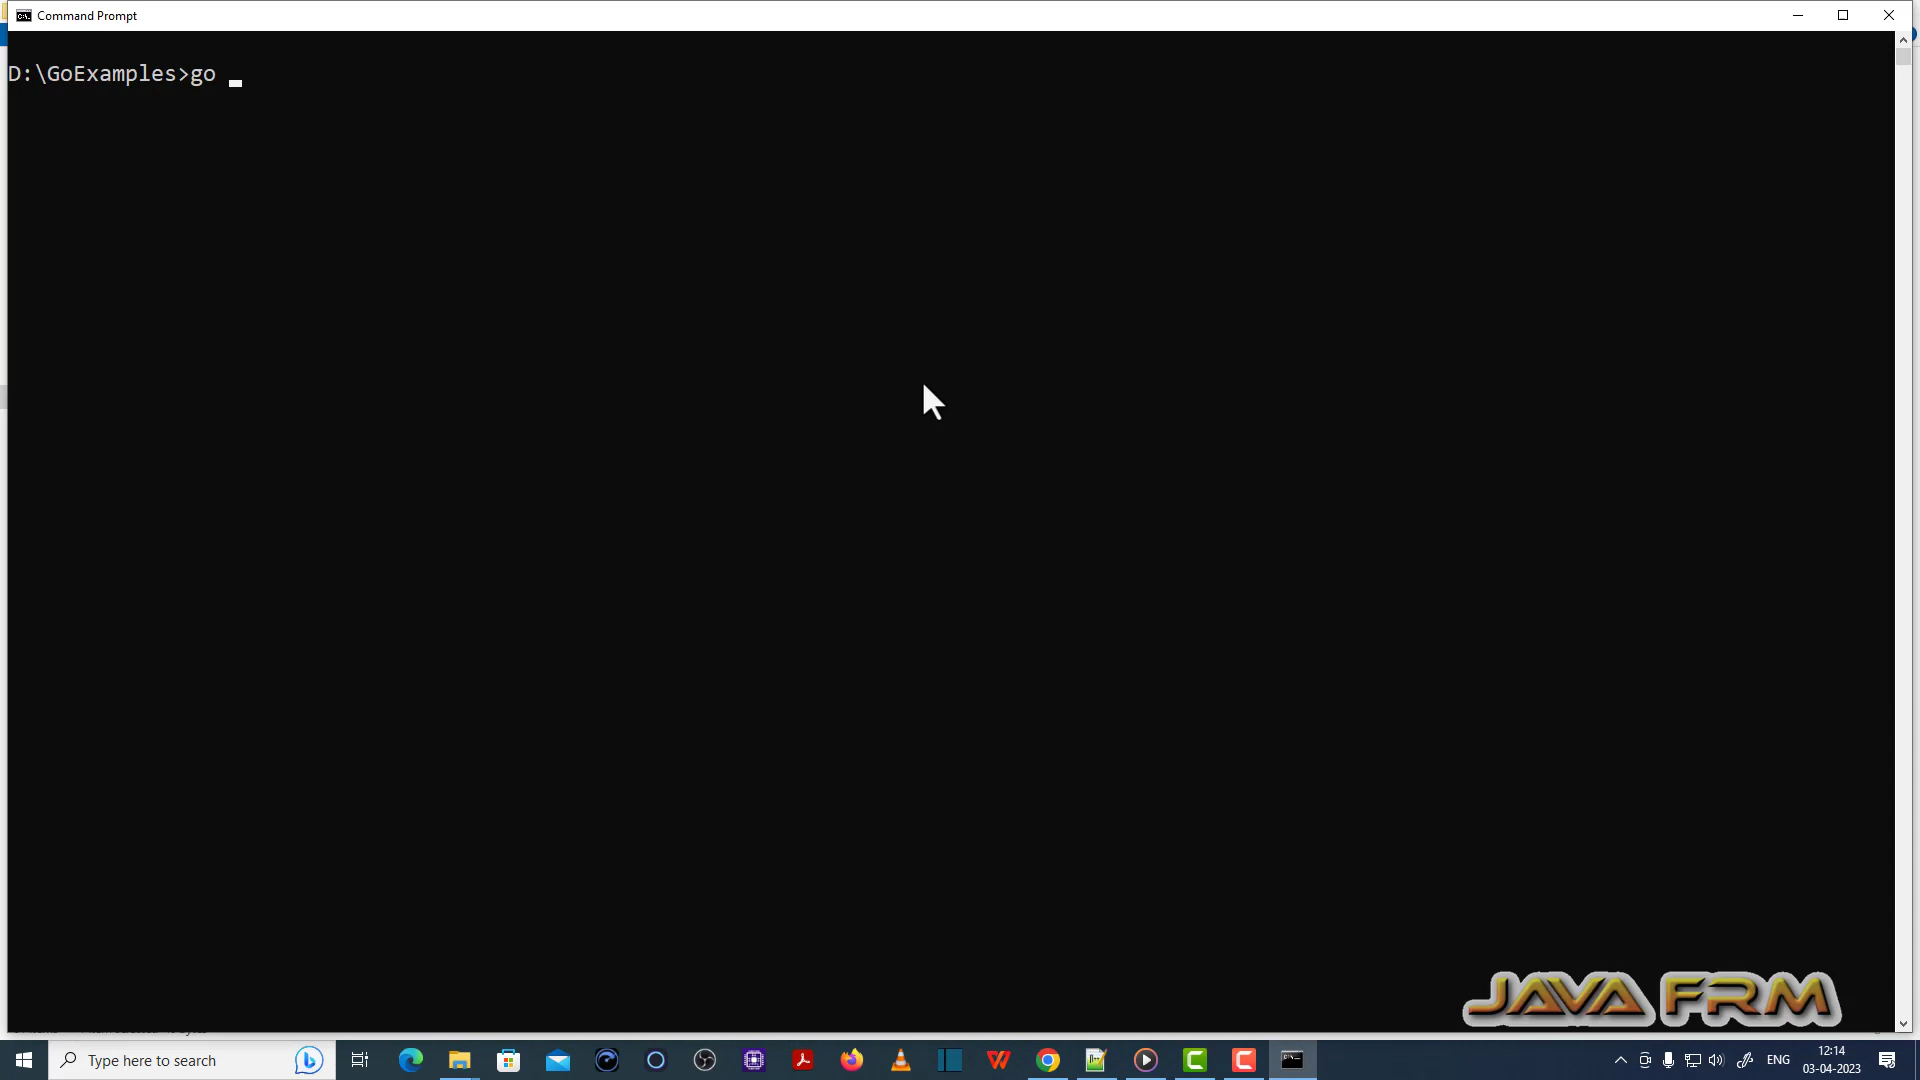 Command Prompt
D:\GoExamples>go
JAVA FRM
Type here to search
ENG
12:14
03-04-2023